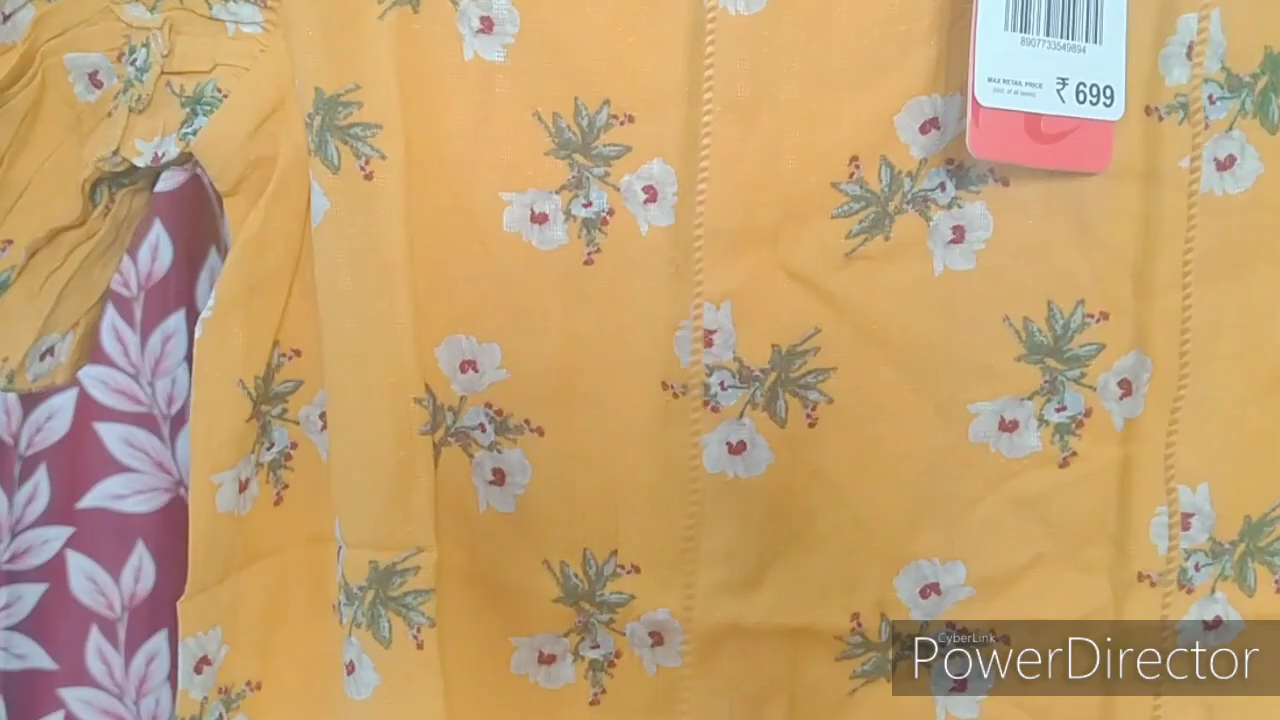 8907733549894
MAX RETAIL PRICE
(Incl. of all taxes)
₹ 699
CyberLink
PowerDirector